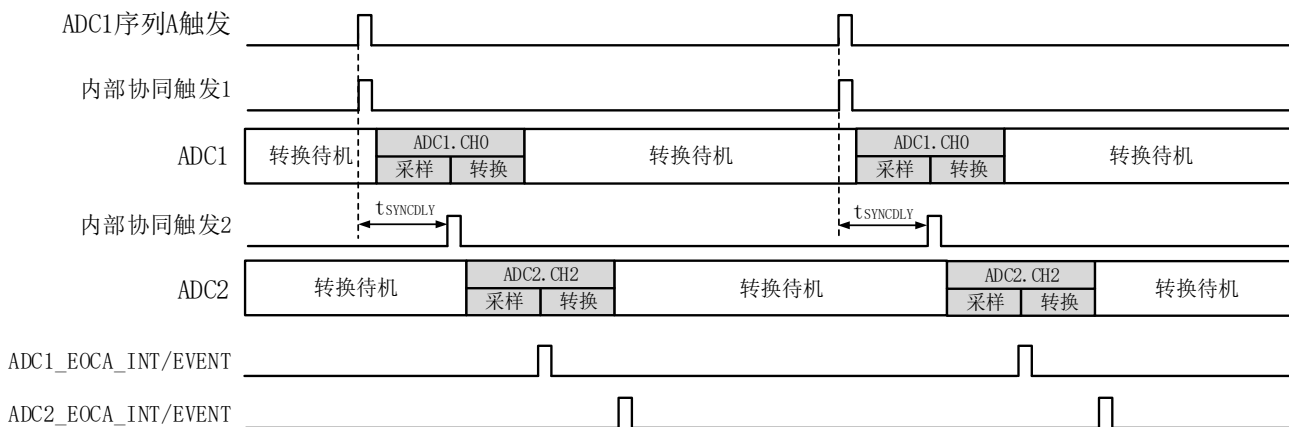 ADC1序列A触发
内部协同触发1
ADC1
转换待机
ADC1.CH0
采样
转换
转换待机
ADC1.CH0
采样
转换
转换待机
内部协同触发2
tSYNCDLY
tSYNCDLY
ADC2
转换待机
ADC2.CH2
采样
转换
转换待机
ADC2.CH2
采样
转换
转换待机
ADC1_EOCA_INT/EVENT
ADC2_EOCA_INT/EVENT